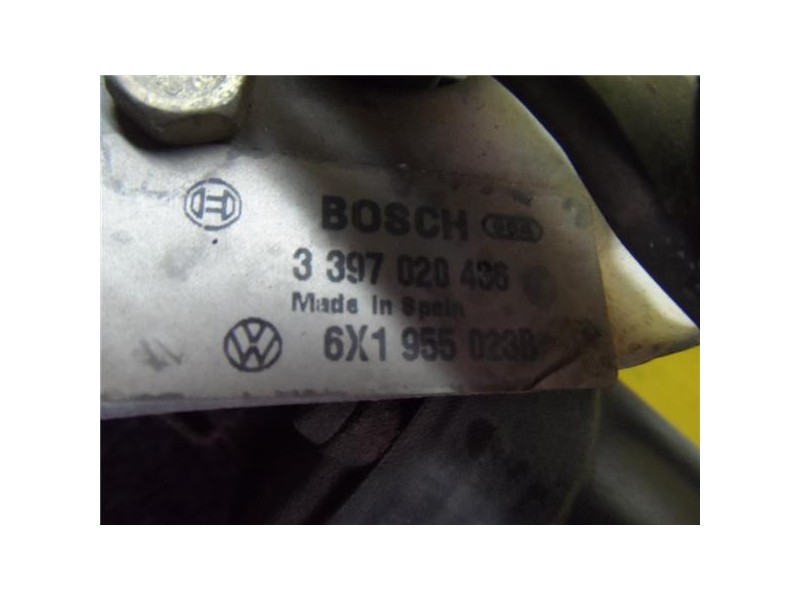 BOSCH
3 397 020 436
Made in Spain
6X1 955 023B